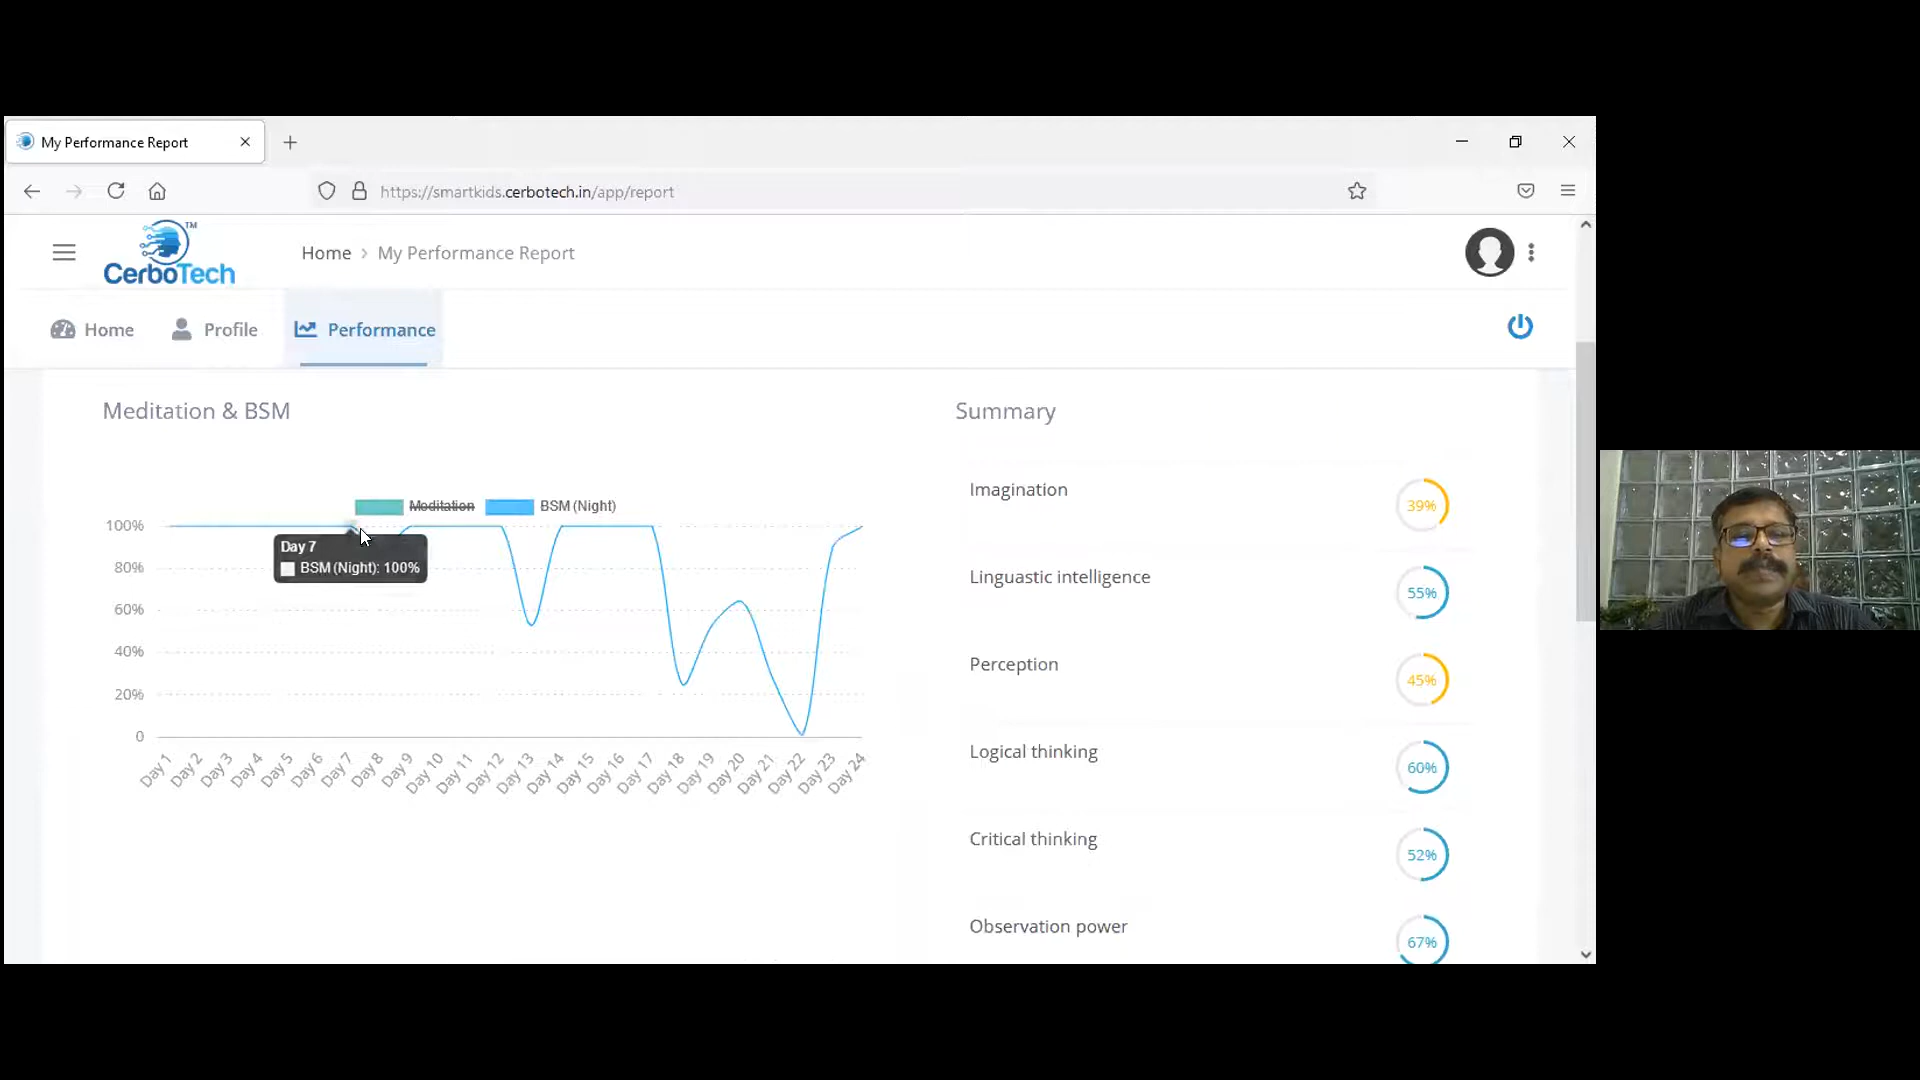 My Performance Report
https://smartkids.cerbotech.in/app/report
CerboTech TM
Home > My Performance Report
Home
Profile
Performance
Meditation & BSM
Summary
Meditation
BSM (Night)
100%
80%
60%
40%
20%
0
Day 7
BSM (Night): 100%
Day 1
Day 2
Day 3
Day 4
Day 5
Day 6
Day 7
Day 8
Day 9
Day 10
Day 11
Day 12
Day 13
Day 14
Day 15
Day 16
Day 17
Day 18
Day 19
Day 20
Day 21
Day 22
Day 23
Day 24
Imagination
39%
Linguastic intelligence
55%
Perception
45%
Logical thinking
60%
Critical thinking
52%
Observation power
67%